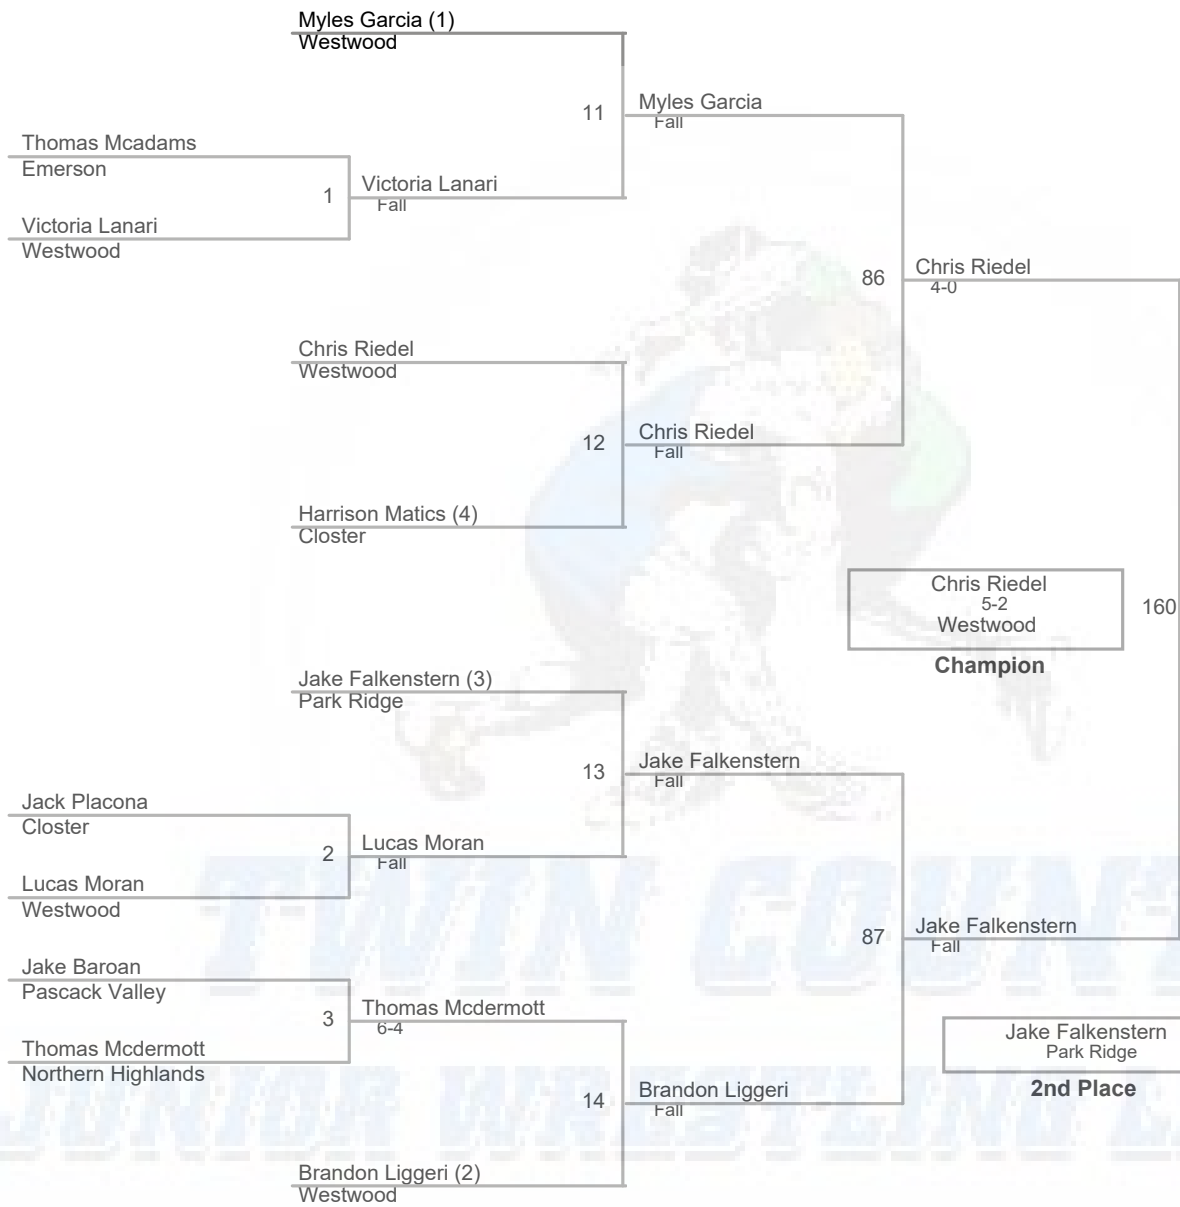 Myles Garcia (1)
Westwood
11
Myles Garcia
Fall
Thomas Mcadams
Emerson
1
Victoria Lanari
Fall
Victoria Lanari
Westwood
86
Chris Riedel
4-0
Chris Riedel
Westwood
12
Chris Riedel
Fall
Harrison Matics (4)
Closter
Chris Riedel
5-2
Westwood
160
Champion
Jake Falkenstern (3)
Park Ridge
13
Jake Falkenstern
Fall
Jack Placona
Closter
2
Lucas Moran
Fall
Lucas Moran
Westwood
87
Jake Falkenstern
Fall
Jake Baroan
Pascack Valley
3
Thomas Mcdermott
6-4
Thomas Mcdermott
Northern Highlands
Jake Falkenstern
Park Ridge
2nd Place
14
Brandon Liggeri
Fall
Brandon Liggeri (2)
Westwood
TWIN COUN
JUNIOR WRESTLING